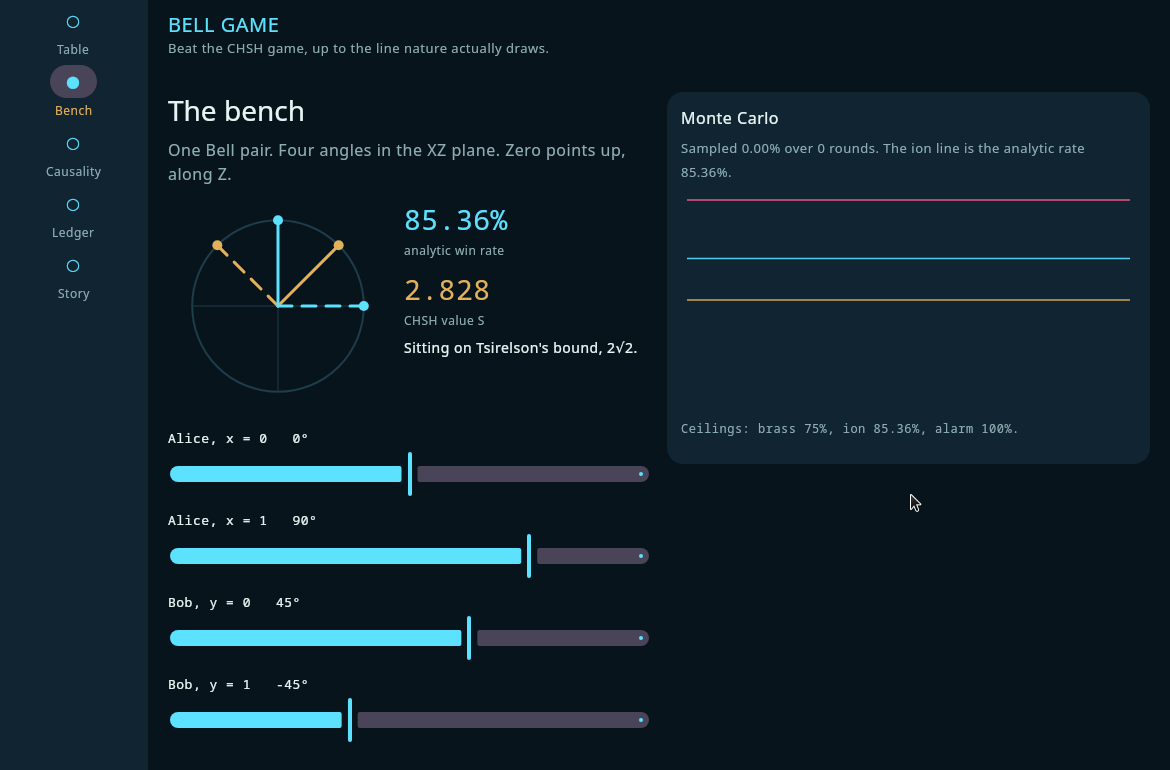 Table
Bench
Causality
Ledger
Story
BELL GAME
Beat the CHSH game, up to the line nature actually draws.
The bench
One Bell pair. Four angles in the XZ plane. Zero points up,
along Z.
85.36%
analytic win rate
2.828
CHSH value S
Sitting on Tsirelson's bound, 2√2.
Alice, x = 0   0°
Alice, x = 1   90°
Bob, y = 0   45°
Bob, y = 1   -45°
Monte Carlo
Sampled 0.00% over 0 rounds. The ion line is the analytic rate
85.36%.
Ceilings: brass 75%, ion 85.36%, alarm 100%.